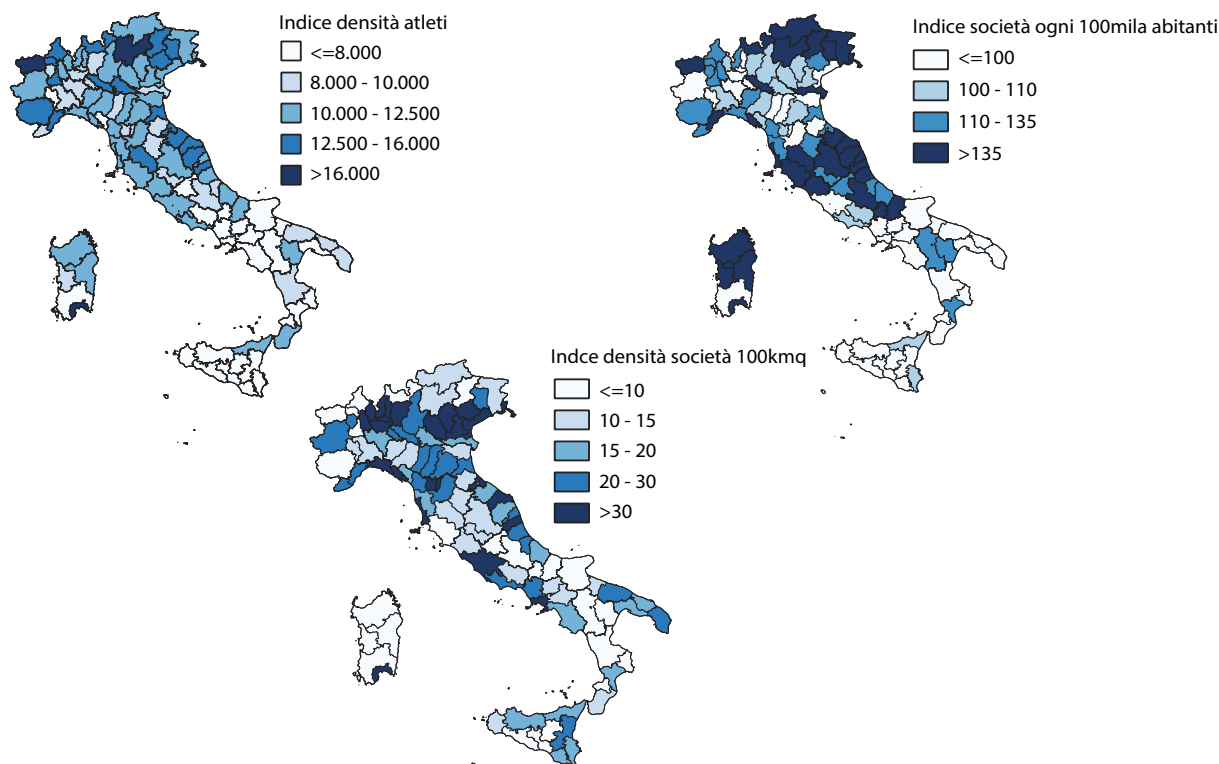 Indice densità atleti
<=8.000
8.000 - 10.000
10.000 - 12.500
12.500 - 16.000
>16.000
Indice società ogni 100mila abitanti
<=100
100 - 110
110 - 135
>135
Indce densità società 100kmq
<=10
10 - 15
15 - 20
20 - 30
>30